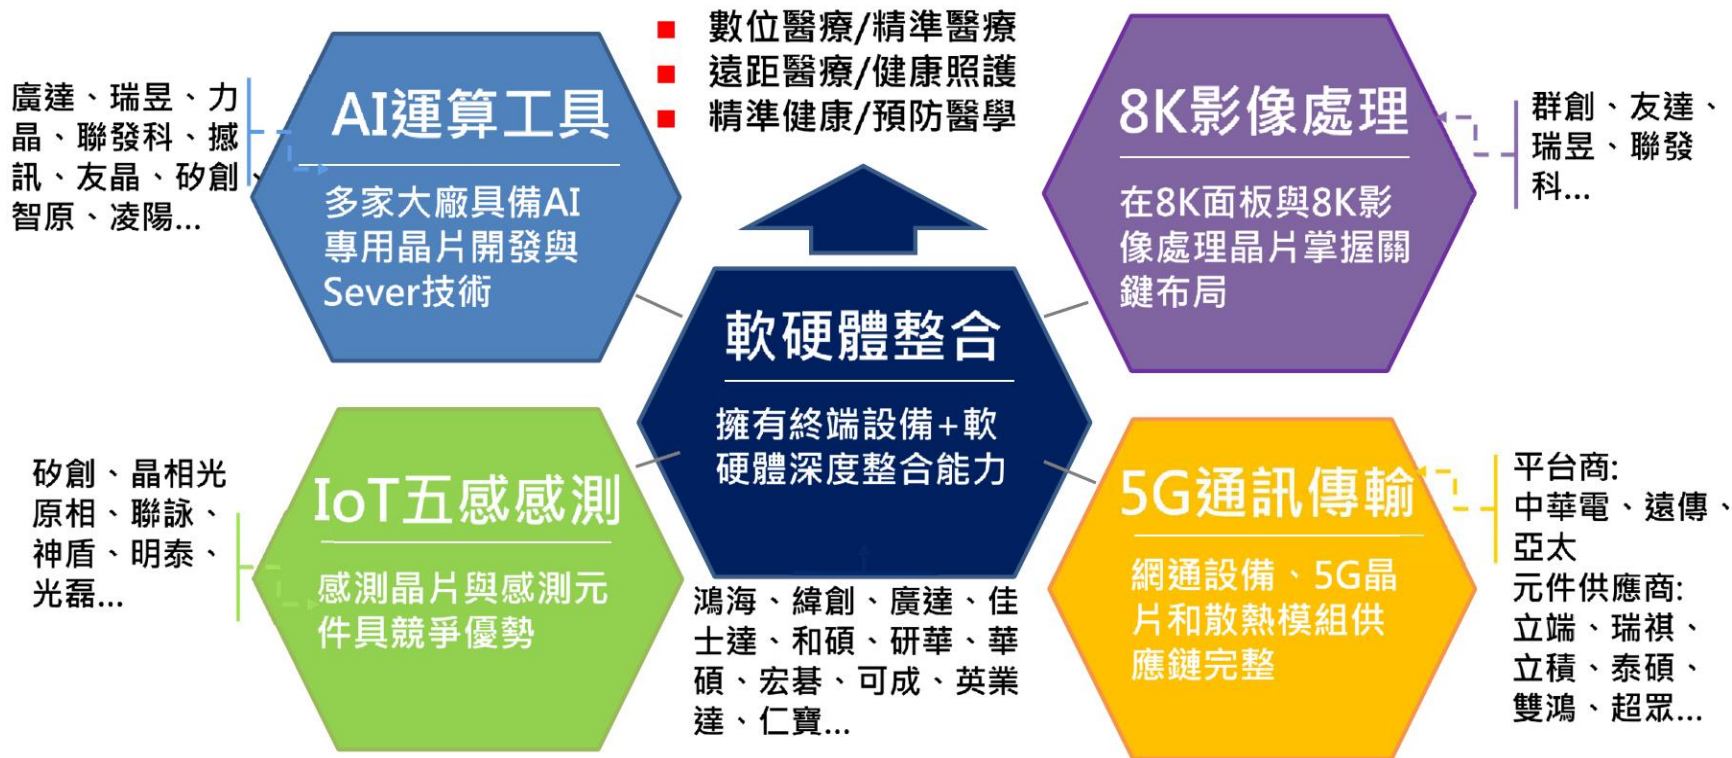 數位醫療/精準醫療
遠距醫療/健康照護
精準健康/預防醫學
廣達、瑞昱、力
晶、聯發科、撼
訊、友晶、矽創、
智原、凌陽...
AI運算工具
多家大廠具備AI
專用晶片開發與
Sever技術
8K影像處理
在8K面板與8K影
像處理晶片掌握關
鍵布局
群創、友達、
瑞昱、聯發
科...
軟硬體整合
擁有終端設備+軟
硬體深度整合能力
鴻海、緯創、廣達、佳
士達、和碩、研華、華
碩、宏碁、可成、英業
達、仁寶...
矽創、晶相光
原相、聯詠、
神盾、明泰、
光磊...
IoT五感感測
感測晶片與感測元
件具競爭優勢
5G通訊傳輸
網通設備、5G晶
片和散熱模組供
應鏈完整
平台商:
中華電、遠傳、
亞太
元件供應商:
立端、瑞祺、
立積、泰碩、
雙鴻、超眾...